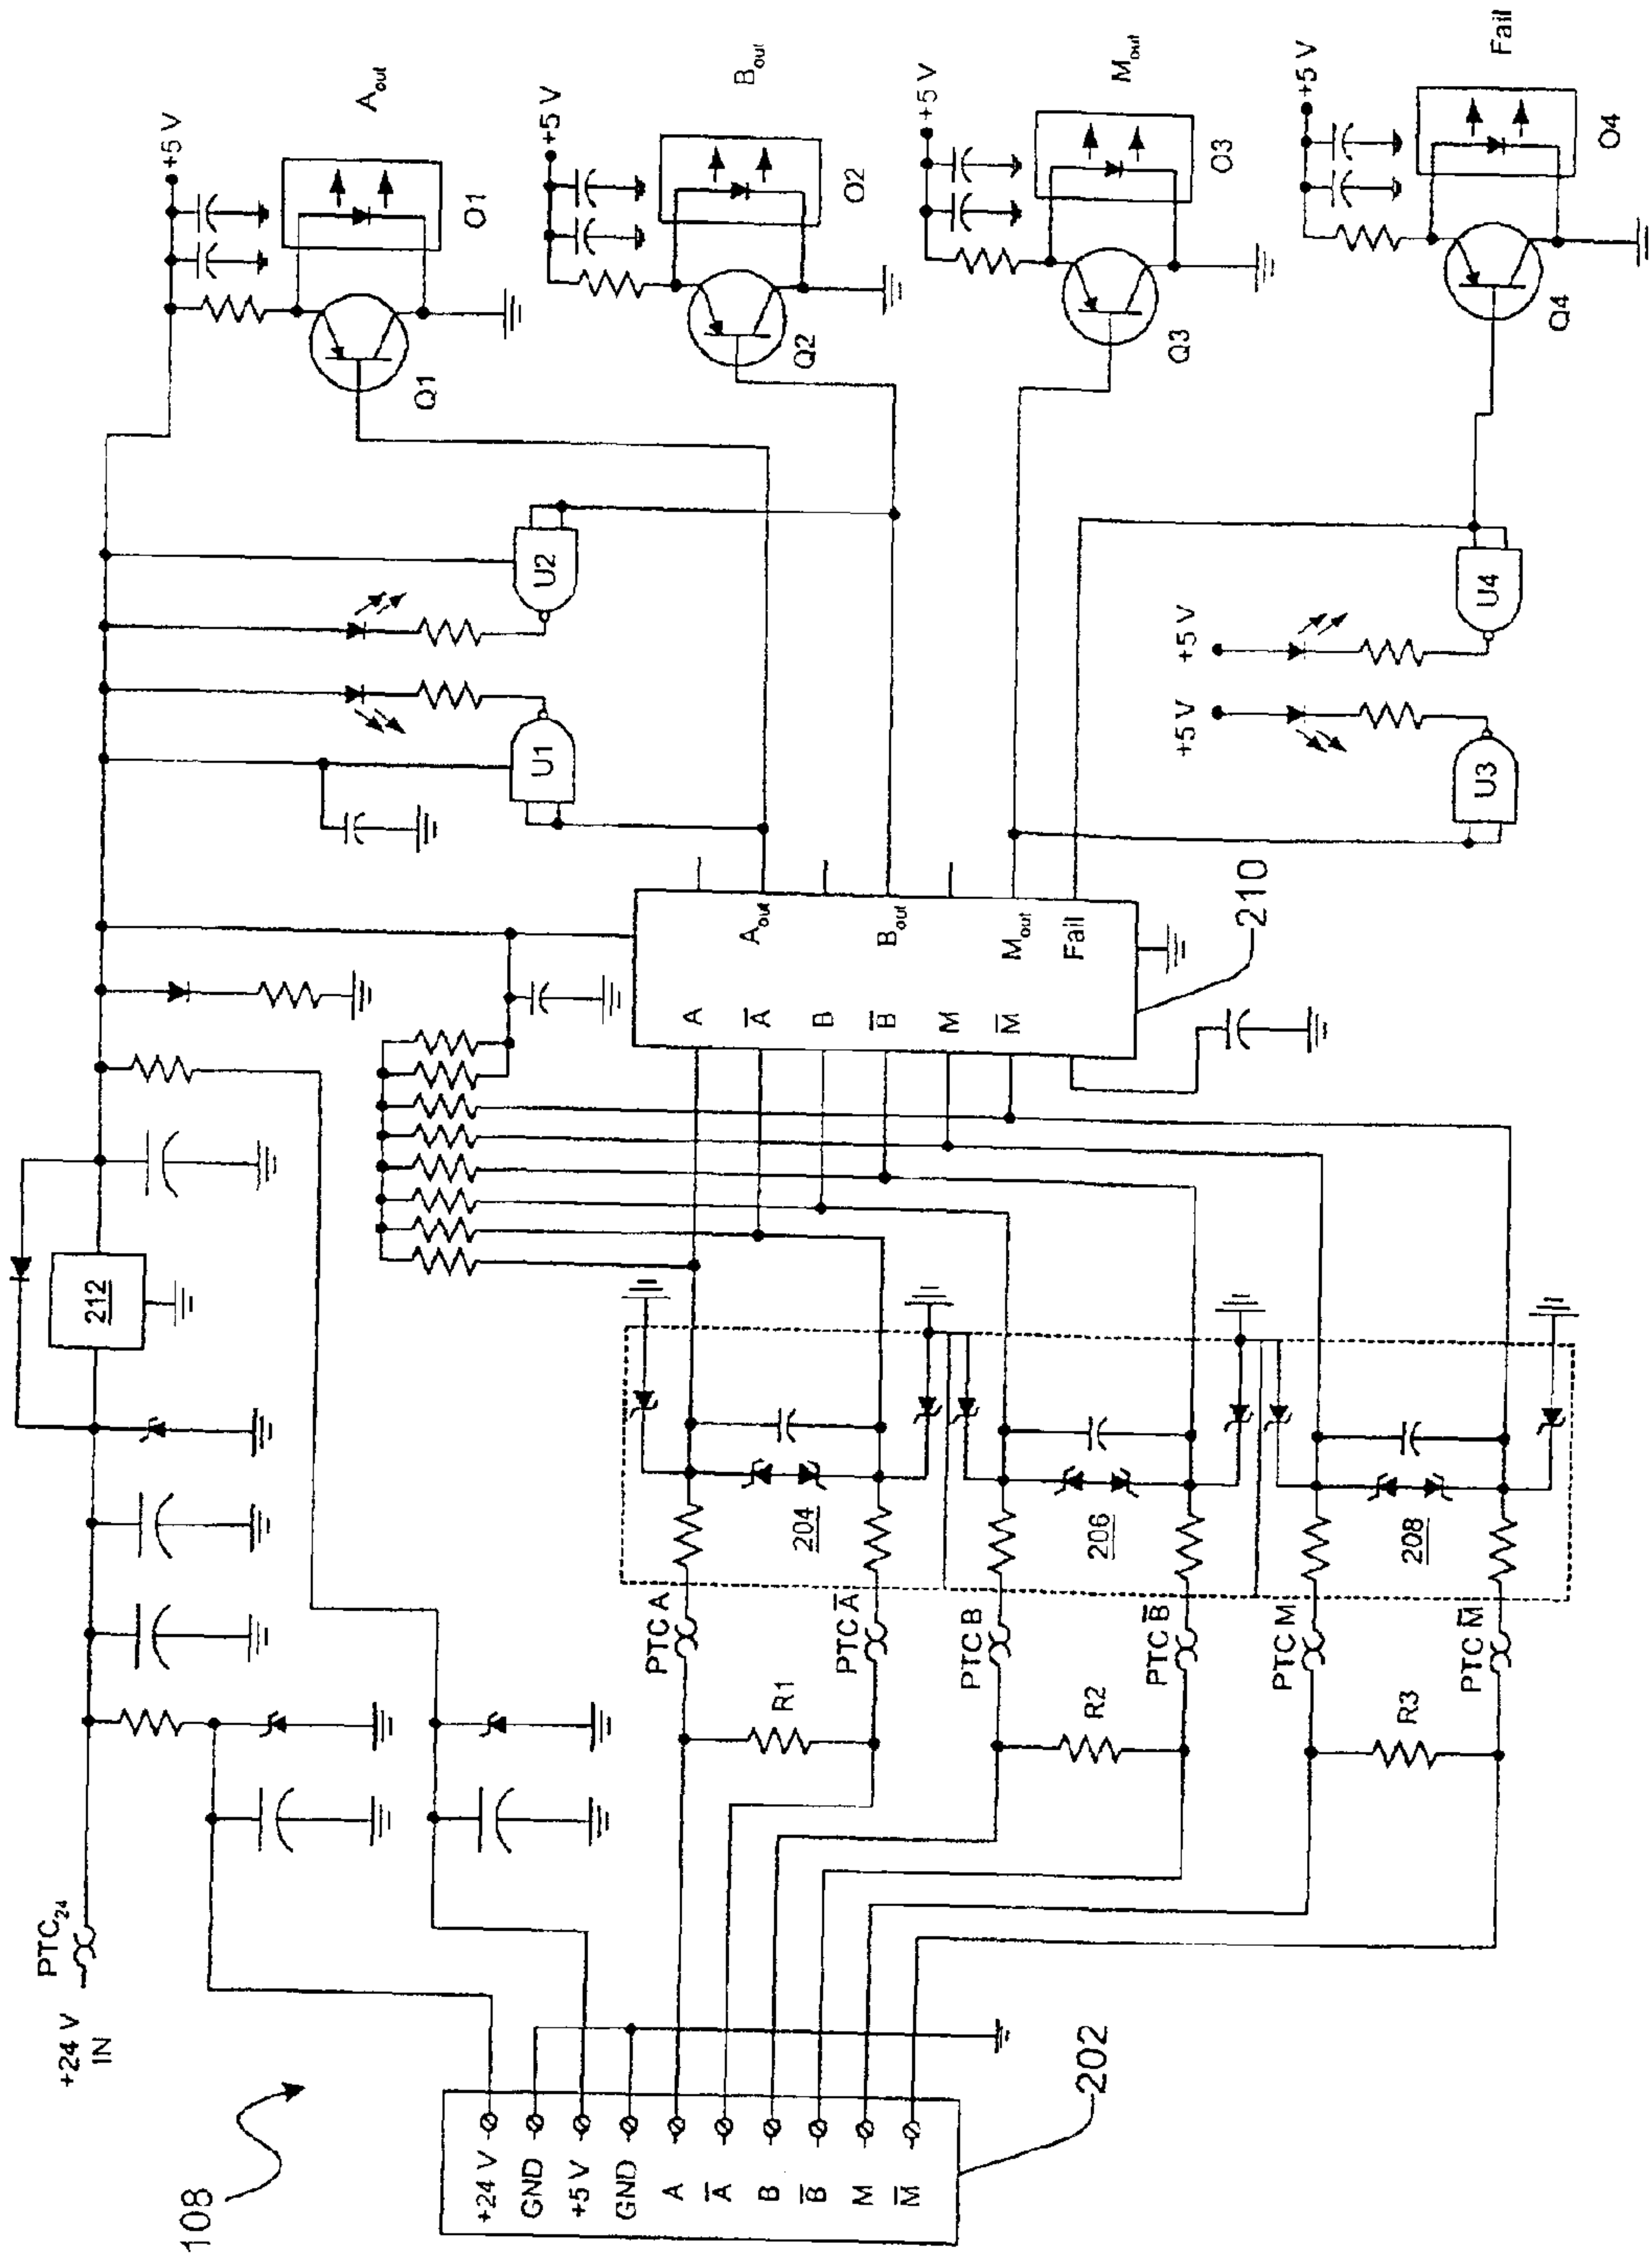 108
+24 V
IN
PTC₂₄
212
+5 V
A_out
O1
Q1
+5 V
B_out
O2
Q2
+5 V
M_out
O3
Q3
+5 V
Fail
O4
Q4
U1
U2
+5 V
+5 V
U3
U4
+24 V
GND
+5 V
GND
A
A̅
B
B̅
M
M̅
202
R1
R2
R3
PTC A
PTC A̅
PTC B
PTC B̅
PTC M
PTC M̅
204
206
208
A
A̅
B
B̅
M
M̅
A_out
B_out
M_out
Fail
210